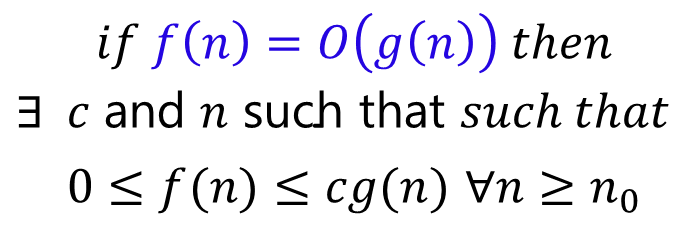 if f(n) = O(g(n)) then
∃ c and n such that such that
0 ≤ f(n) ≤ cg(n) ∀n ≥ n₀